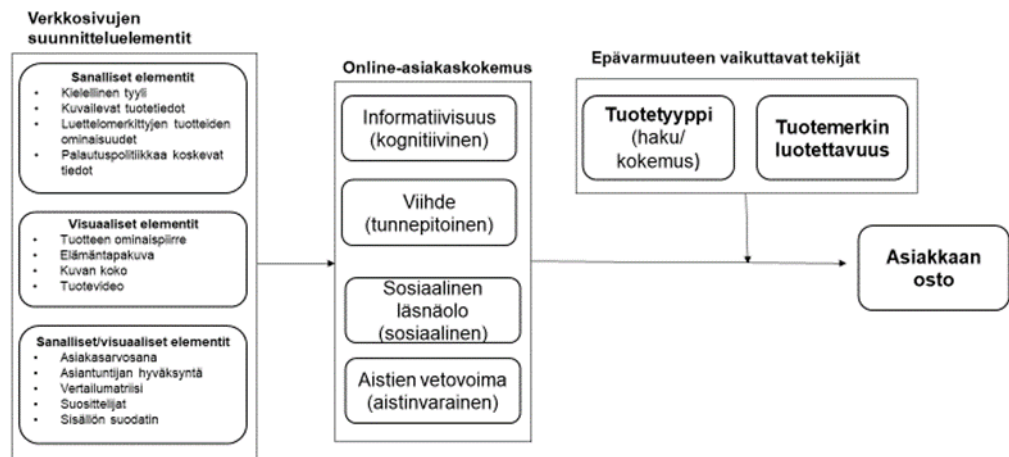 Verkkosivujen
suunnitteluelementit
Sanalliset elementit
• Kielellinen tyyli
• Kuvailevat tuotetiedot
• Luettelomerkittyjen tuotteiden
ominaisuudet
• Palautuspolitiikkaa koskevat
tiedot
Visuaaliset elementit
• Tuotteen ominaispiirre
• Elämäntapakuva
• Kuvan koko
• Tuotevideo
Sanalliset/visuaaliset elementit
• Asiakasarvosana
• Asiantuntijan hyväksyntä
• Vertailumatriisi
• Suosittelijat
• Sisällön suodatin
Online-asiakaskokemus
Informatiivisuus
(kognitiivinen)
Viihde
(tunnepitoinen)
Sosiaalinen
läsnäolo
(sosiaalinen)
Aistien vetovoima
(aistinvarainen)
Epävarmuuteen vaikuttavat tekijät
Tuotetyyppi
(haku/
kokemus)
Tuotemerkin
luotettavuus
Asiakkaan
osto